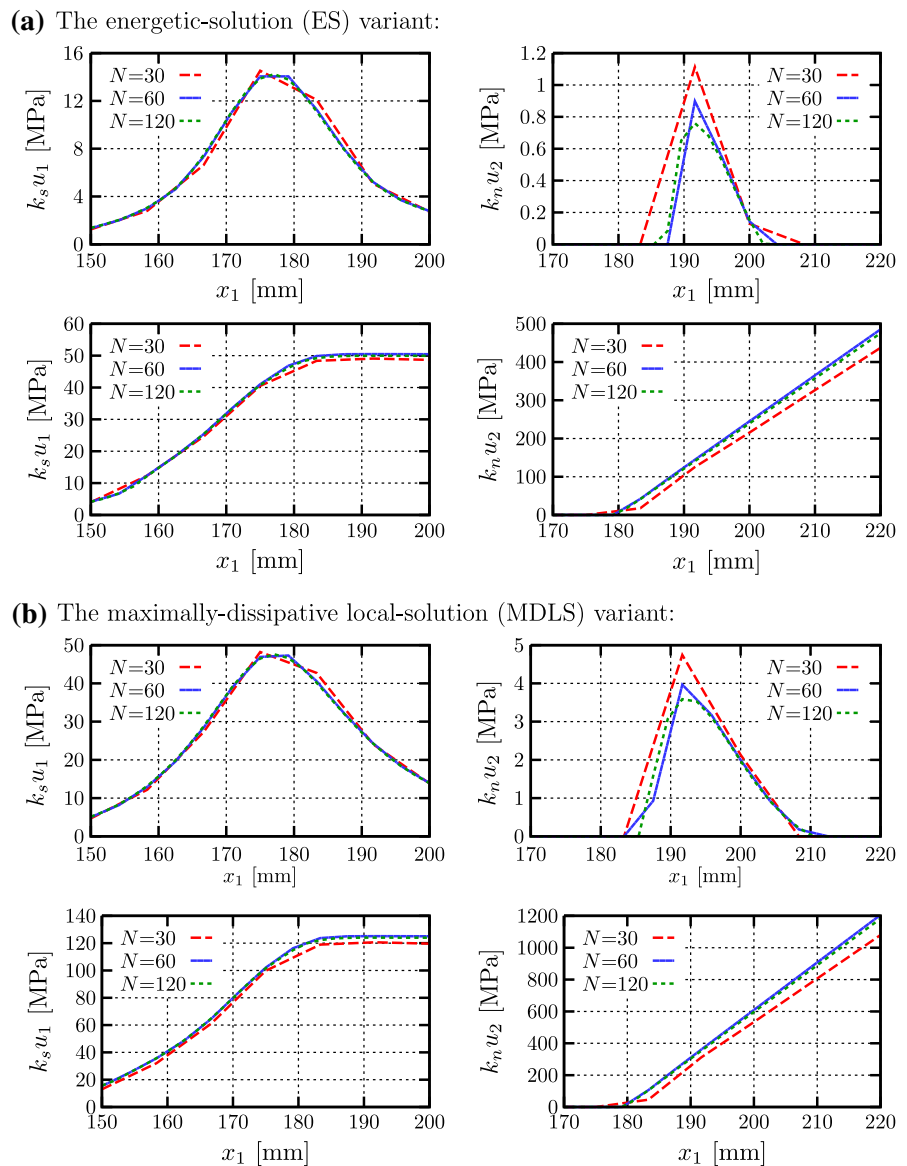 (a) The energetic-solution (ES) variant:
k_s u_1 [MPa]
16
12
8
4
0
N=30
N=60
N=120
150 160 170 180 190 200
x_1 [mm]
k_n u_2 [MPa]
1.2
1
0.8
0.6
0.4
0.2
0
N=30
N=60
N=120
170 180 190 200 210 220
x_1 [mm]
k_s u_1 [MPa]
60
50
40
30
20
10
0
N=30
N=60
N=120
150 160 170 180 190 200
x_1 [mm]
k_n u_2 [MPa]
500
400
300
200
100
0
N=30
N=60
N=120
170 180 190 200 210 220
x_1 [mm]
(b) The maximally-dissipative local-solution (MDLS) variant:
k_s u_1 [MPa]
50
40
30
20
10
0
N=30
N=60
N=120
150 160 170 180 190 200
x_1 [mm]
k_n u_2 [MPa]
5
4
3
2
1
0
N=30
N=60
N=120
170 180 190 200 210 220
x_1 [mm]
k_s u_1 [MPa]
140
120
100
80
60
40
20
0
N=30
N=60
N=120
150 160 170 180 190 200
x_1 [mm]
k_n u_2 [MPa]
1200
1000
800
600
400
200
0
N=30
N=60
N=120
170 180 190 200 210 220
x_1 [mm]